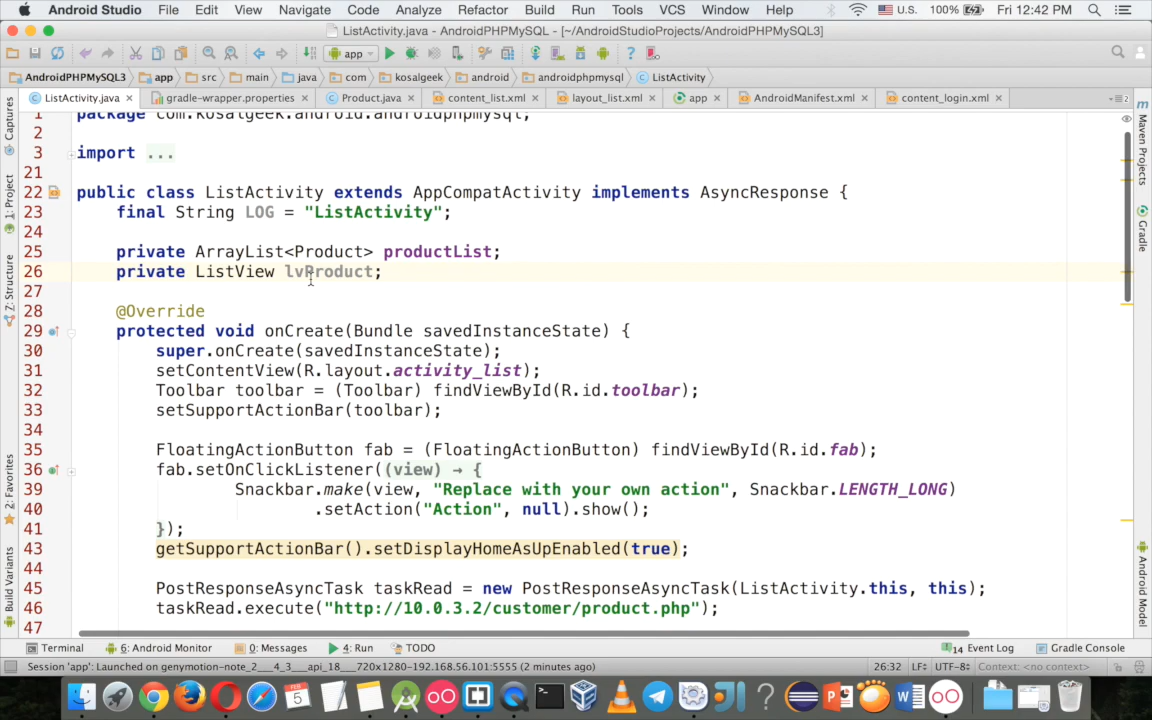 Android Studio File Edit View Navigate Code Analyze Refactor Build Run Tools VCS Window Help U.S. 100% Fri 12:42 PM
ListActivity.java - AndroidPHPMySQL - [~/AndroidStudioProjects/AndroidPHPMySQL3]
app
AndroidPHPMySQL3 app src main java com kosalgeek android androidphpmysql ListActivity
ListActivity.java gradle-wrapper.properties Product.java content_list.xml layout_list.xml app AndroidManifest.xml content_login.xml
1 package com.kosalgeek.android.androidphpmysql;
2
3 import ...
21
22 public class ListActivity extends AppCompatActivity implements AsyncResponse {
23 final String LOG = "ListActivity";
24
25 private ArrayList<Product> productList;
26 private ListView lvProduct;
27
28 @Override
29 protected void onCreate(Bundle savedInstanceState) {
30 super.onCreate(savedInstanceState);
31 setContentView(R.layout.activity_list);
32 Toolbar toolbar = (Toolbar) findViewById(R.id.toolbar);
33 setSupportActionBar(toolbar);
34
35 FloatingActionButton fab = (FloatingActionButton) findViewById(R.id.fab);
36 fab.setOnClickListener((view) → {
39 Snackbar.make(view, "Replace with your own action", Snackbar.LENGTH_LONG)
40 .setAction("Action", null).show();
41 });
43 getSupportActionBar().setDisplayHomeAsUpEnabled(true);
44
45 PostResponseAsyncTask taskRead = new PostResponseAsyncTask(ListActivity.this, this);
46 taskRead.execute("http://10.0.3.2/customer/product.php");
47
Captures
1: Project
7: Structure
2: Favorites
Build Variants
Maven Projects
Gradle
Android Model
Terminal 6: Android Monitor 0: Messages 4: Run TODO 14 Event Log Gradle Console
Session 'app': Launched on genymotion-note_2___4_3___api_18___720x1280-192.168.56.101:5555 (2 minutes ago) 26:32 LF÷ UTF-8÷ Context: <no context>
FEB
5